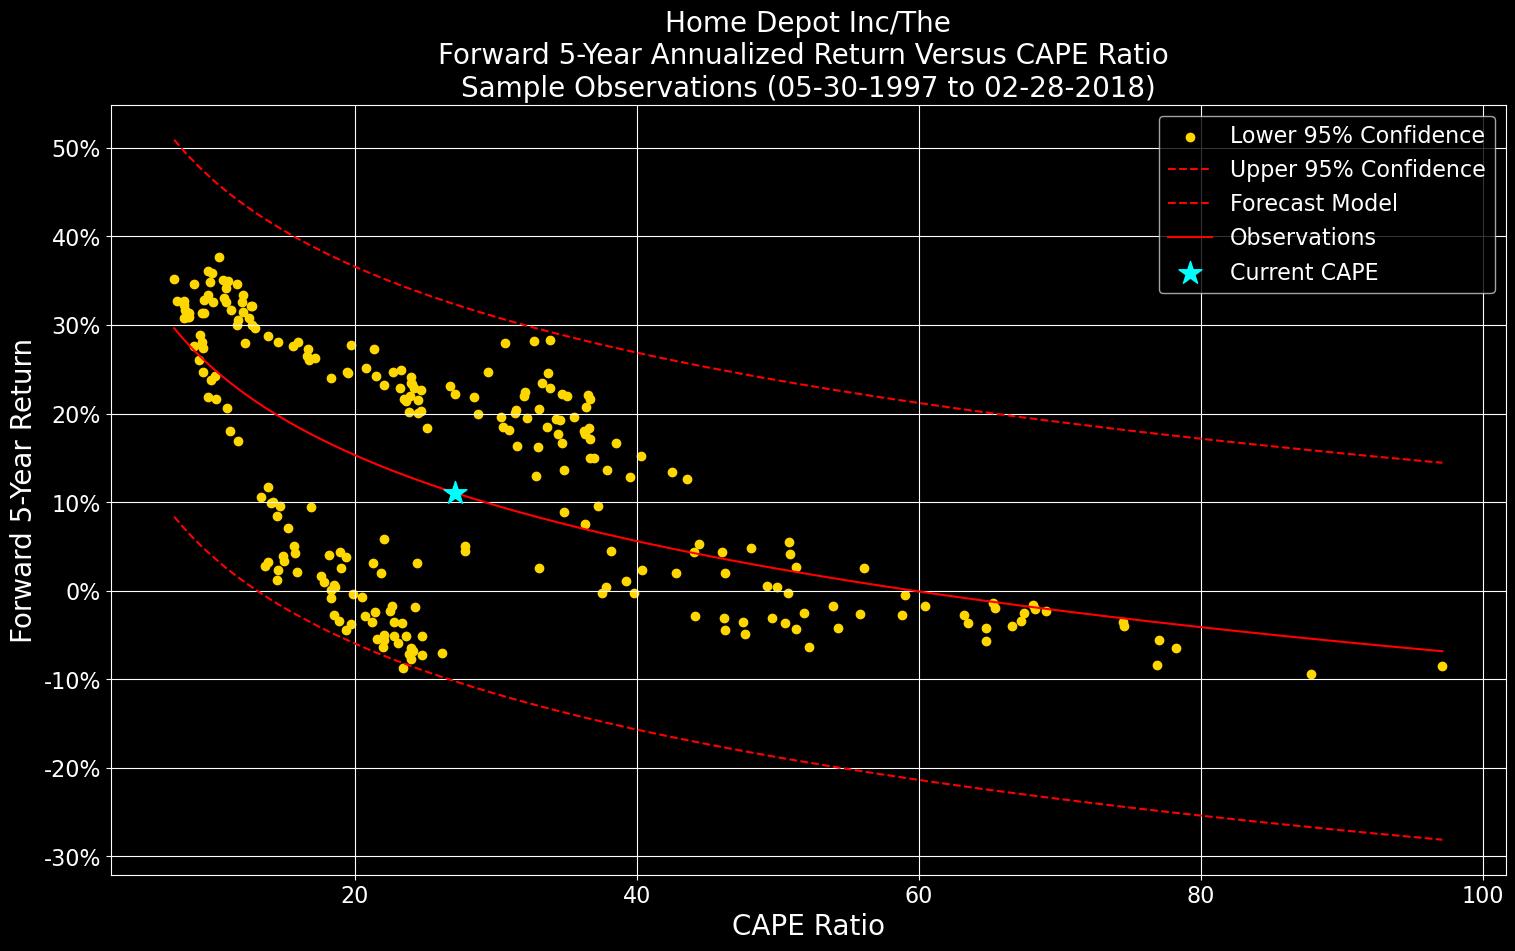 Home Depot Inc/The
Forward 5-Year Annualized Return Versus CAPE Ratio
Sample Observations (05-30-1997 to 02-28-2018)
Lower 95% Confidence
Upper 95% Confidence
Forecast Model
Observations
Current CAPE
Forward 5-Year Return
50%
40%
30%
20%
10%
0%
-10%
-20%
-30%
20
40
60
80
100
CAPE Ratio